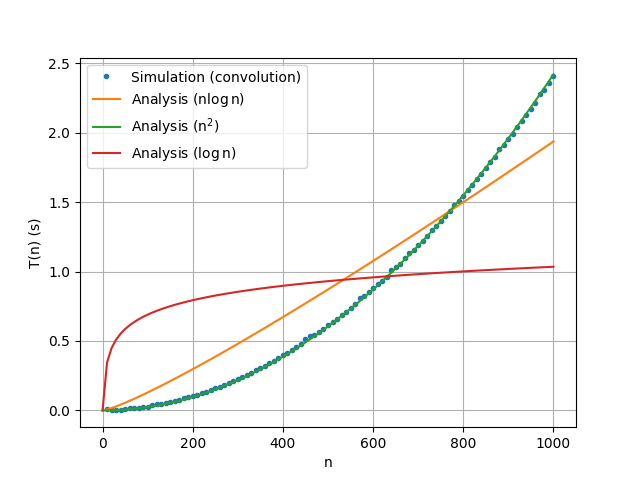 Simulation (convolution)
Analysis (nlog n)
Analysis (n²)
Analysis (log n)
T(n) (s)
2.5
2.0
1.5
1.0
0.5
0.0
0 200 400 600 800 1000
n